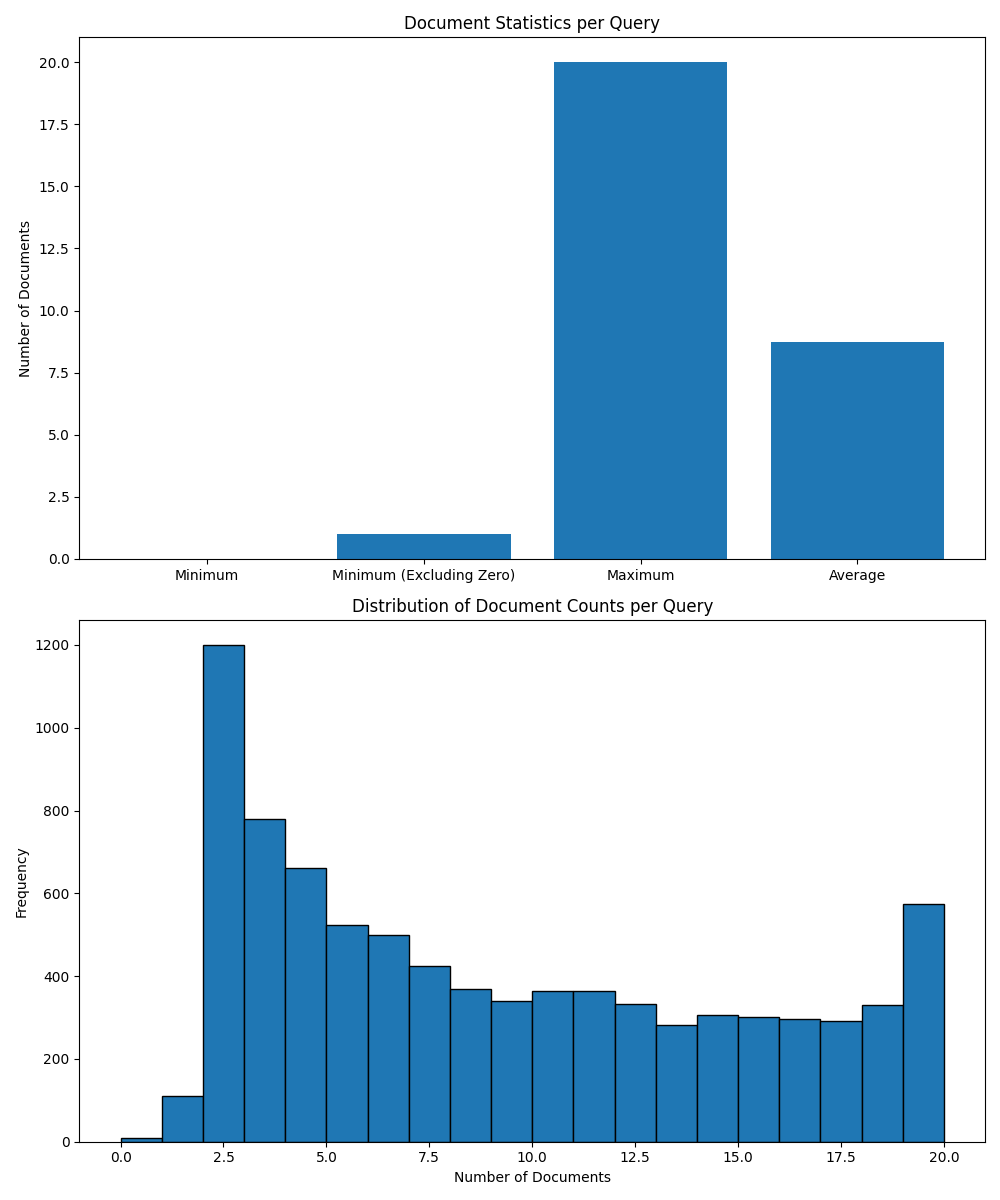 Document Statistics per Query
Number of Documents
20.0
17.5
15.0
12.5
10.0
7.5
5.0
2.5
0.0
Minimum Minimum (Excluding Zero) Maximum Average
Distribution of Document Counts per Query
Frequency
1200
1000
800
600
400
200
0
0.0 2.5 5.0 7.5 10.0 12.5 15.0 17.5 20.0
Number of Documents